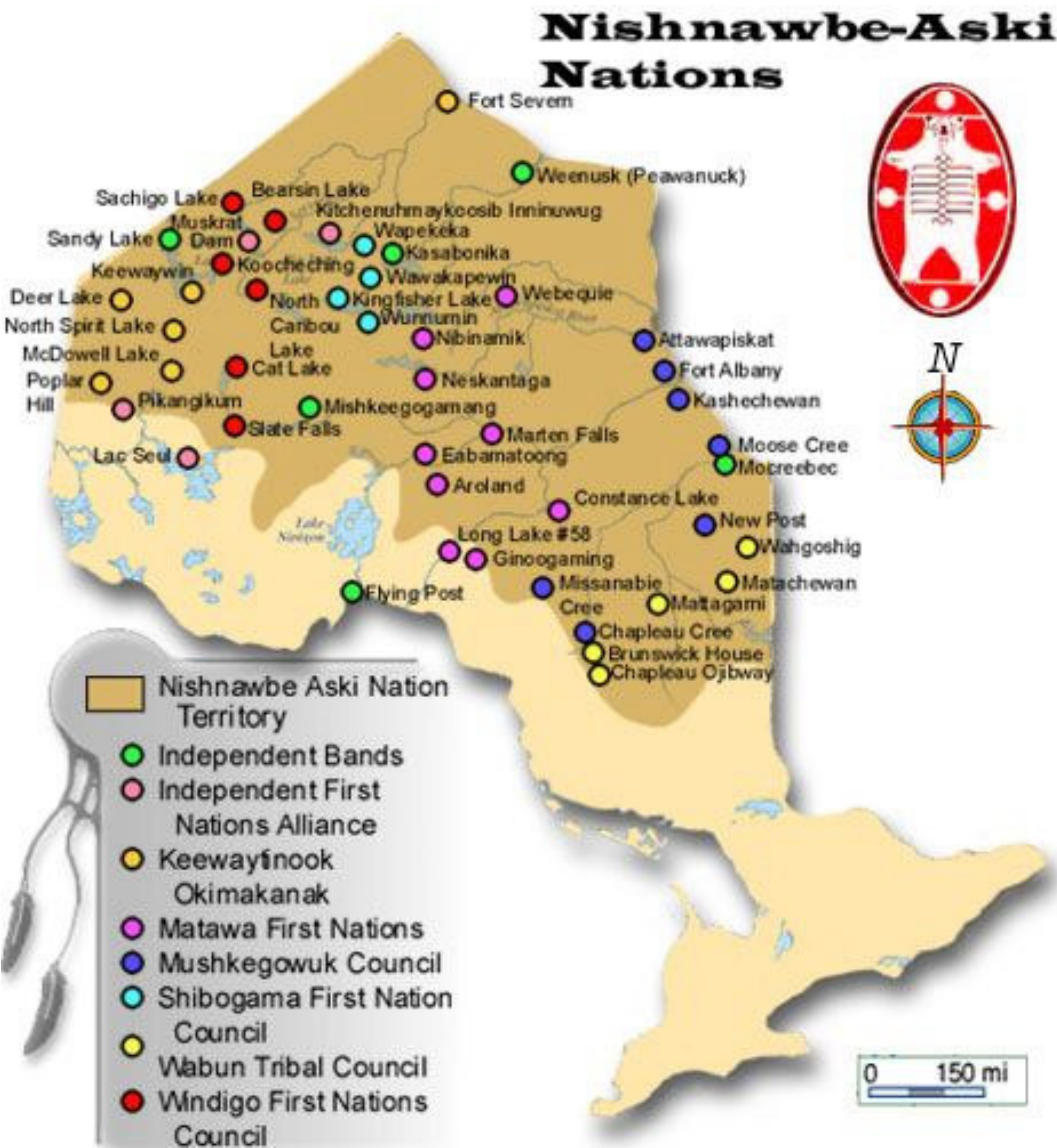 Nishnawbe-Aski
Nations
Fort Severn
Weenusk (Peawanuck)
Sachigo Lake
Bearsin Lake
Kitchenuhmaykoosib Inninuwug
Muskrat
Dam
Wapekeka
Sandy Lake
Kasabonika
Keewaywin
Koocheching
Wawakapewin
Deer Lake
North
Caribou
Lake
Kingfisher Lake
Webequie
North Spirit Lake
Wunnumin
Nibinamik
Attawapiskat
McDowell Lake
Cat Lake
Fort Albany
Poplar
Hill
Neskantaga
Kashechewan
Pikangikum
Mishkeegogamang
Slate Falls
Marten Falls
Moose Cree
Lac Seul
Eabamatoong
Mocreebec
Aroland
Constance Lake
Lake
Nipigon
New Post
Long Lake #58
Wahgoshig
Ginoogaming
Flying Post
Missanabie
Cree
Matachewan
Mattagami
Chapleau Cree
Brunswick House
Chapleau Ojibway
N
Nishnawbe Aski Nation
Territory
Independent Bands
Independent First
Nations Alliance
Keewaytinook
Okimakanak
Matawa First Nations
Mushkegowuk Council
Shibogama First Nation
Council
Wabun Tribal Council
Windigo First Nations
Council
0 150 mi